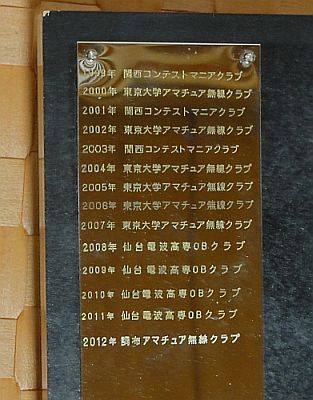 1999年 関西コンテストマニアクラブ
2000年 東京大学アマチュア無線クラブ
2001年 関西コンテストマニアクラブ
2002年 東京大学アマチュア無線クラブ
2003年 関西コンテストマニアクラブ
2004年 東京大学アマチュア無線クラブ
2005年 東京大学アマチュア無線クラブ
2006年 東京大学アマチュア無線クラブ
2007年 東京大学アマチュア無線クラブ
2008年 仙台電波高専OBクラブ
2009年 仙台電波高専OBクラブ
2010年 仙台電波高専OBクラブ
2011年 仙台電波高専OBクラブ
2012年 調布アマチュア無線クラブ